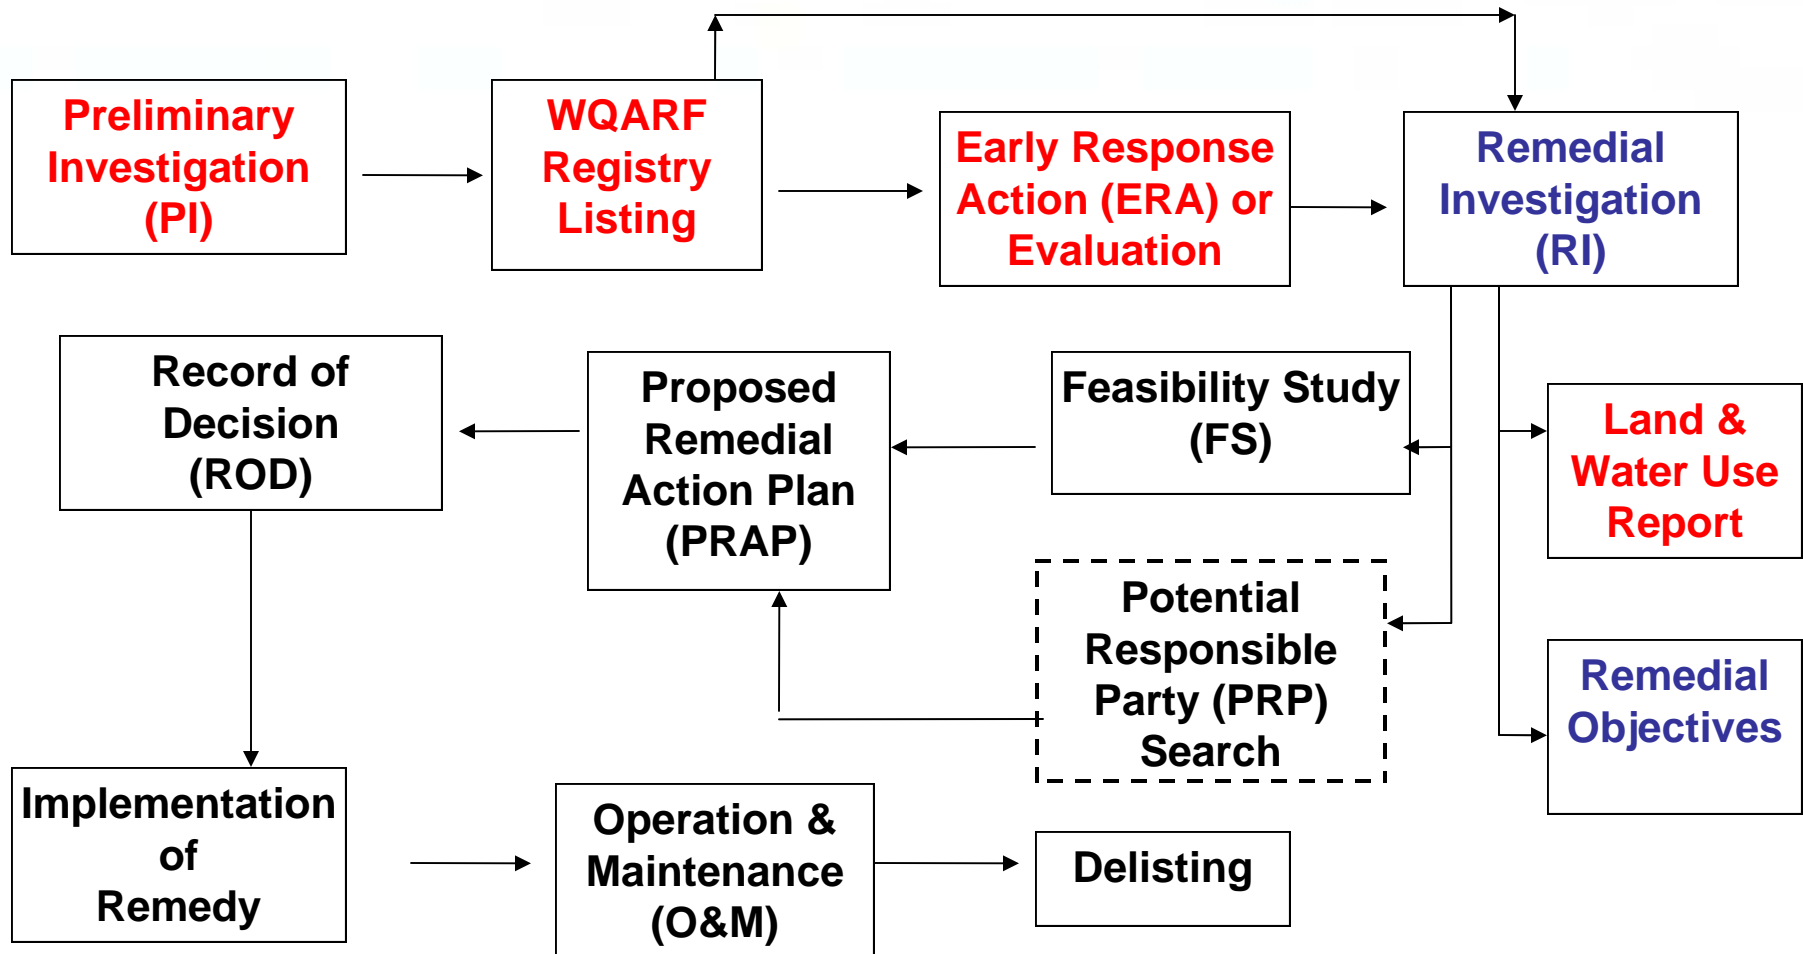 Preliminary
Investigation
(PI)
WQARF
Registry
Listing
Early Response
Action (ERA) or
Evaluation
Remedial
Investigation
(RI)
Record of
Decision
(ROD)
Proposed
Remedial
Action Plan
(PRAP)
Feasibility Study
(FS)
Land &
Water Use
Report
Potential
Responsible
Party (PRP)
Search
Remedial
Objectives
Implementation
of
Remedy
Operation &
Maintenance
(O&M)
Delisting